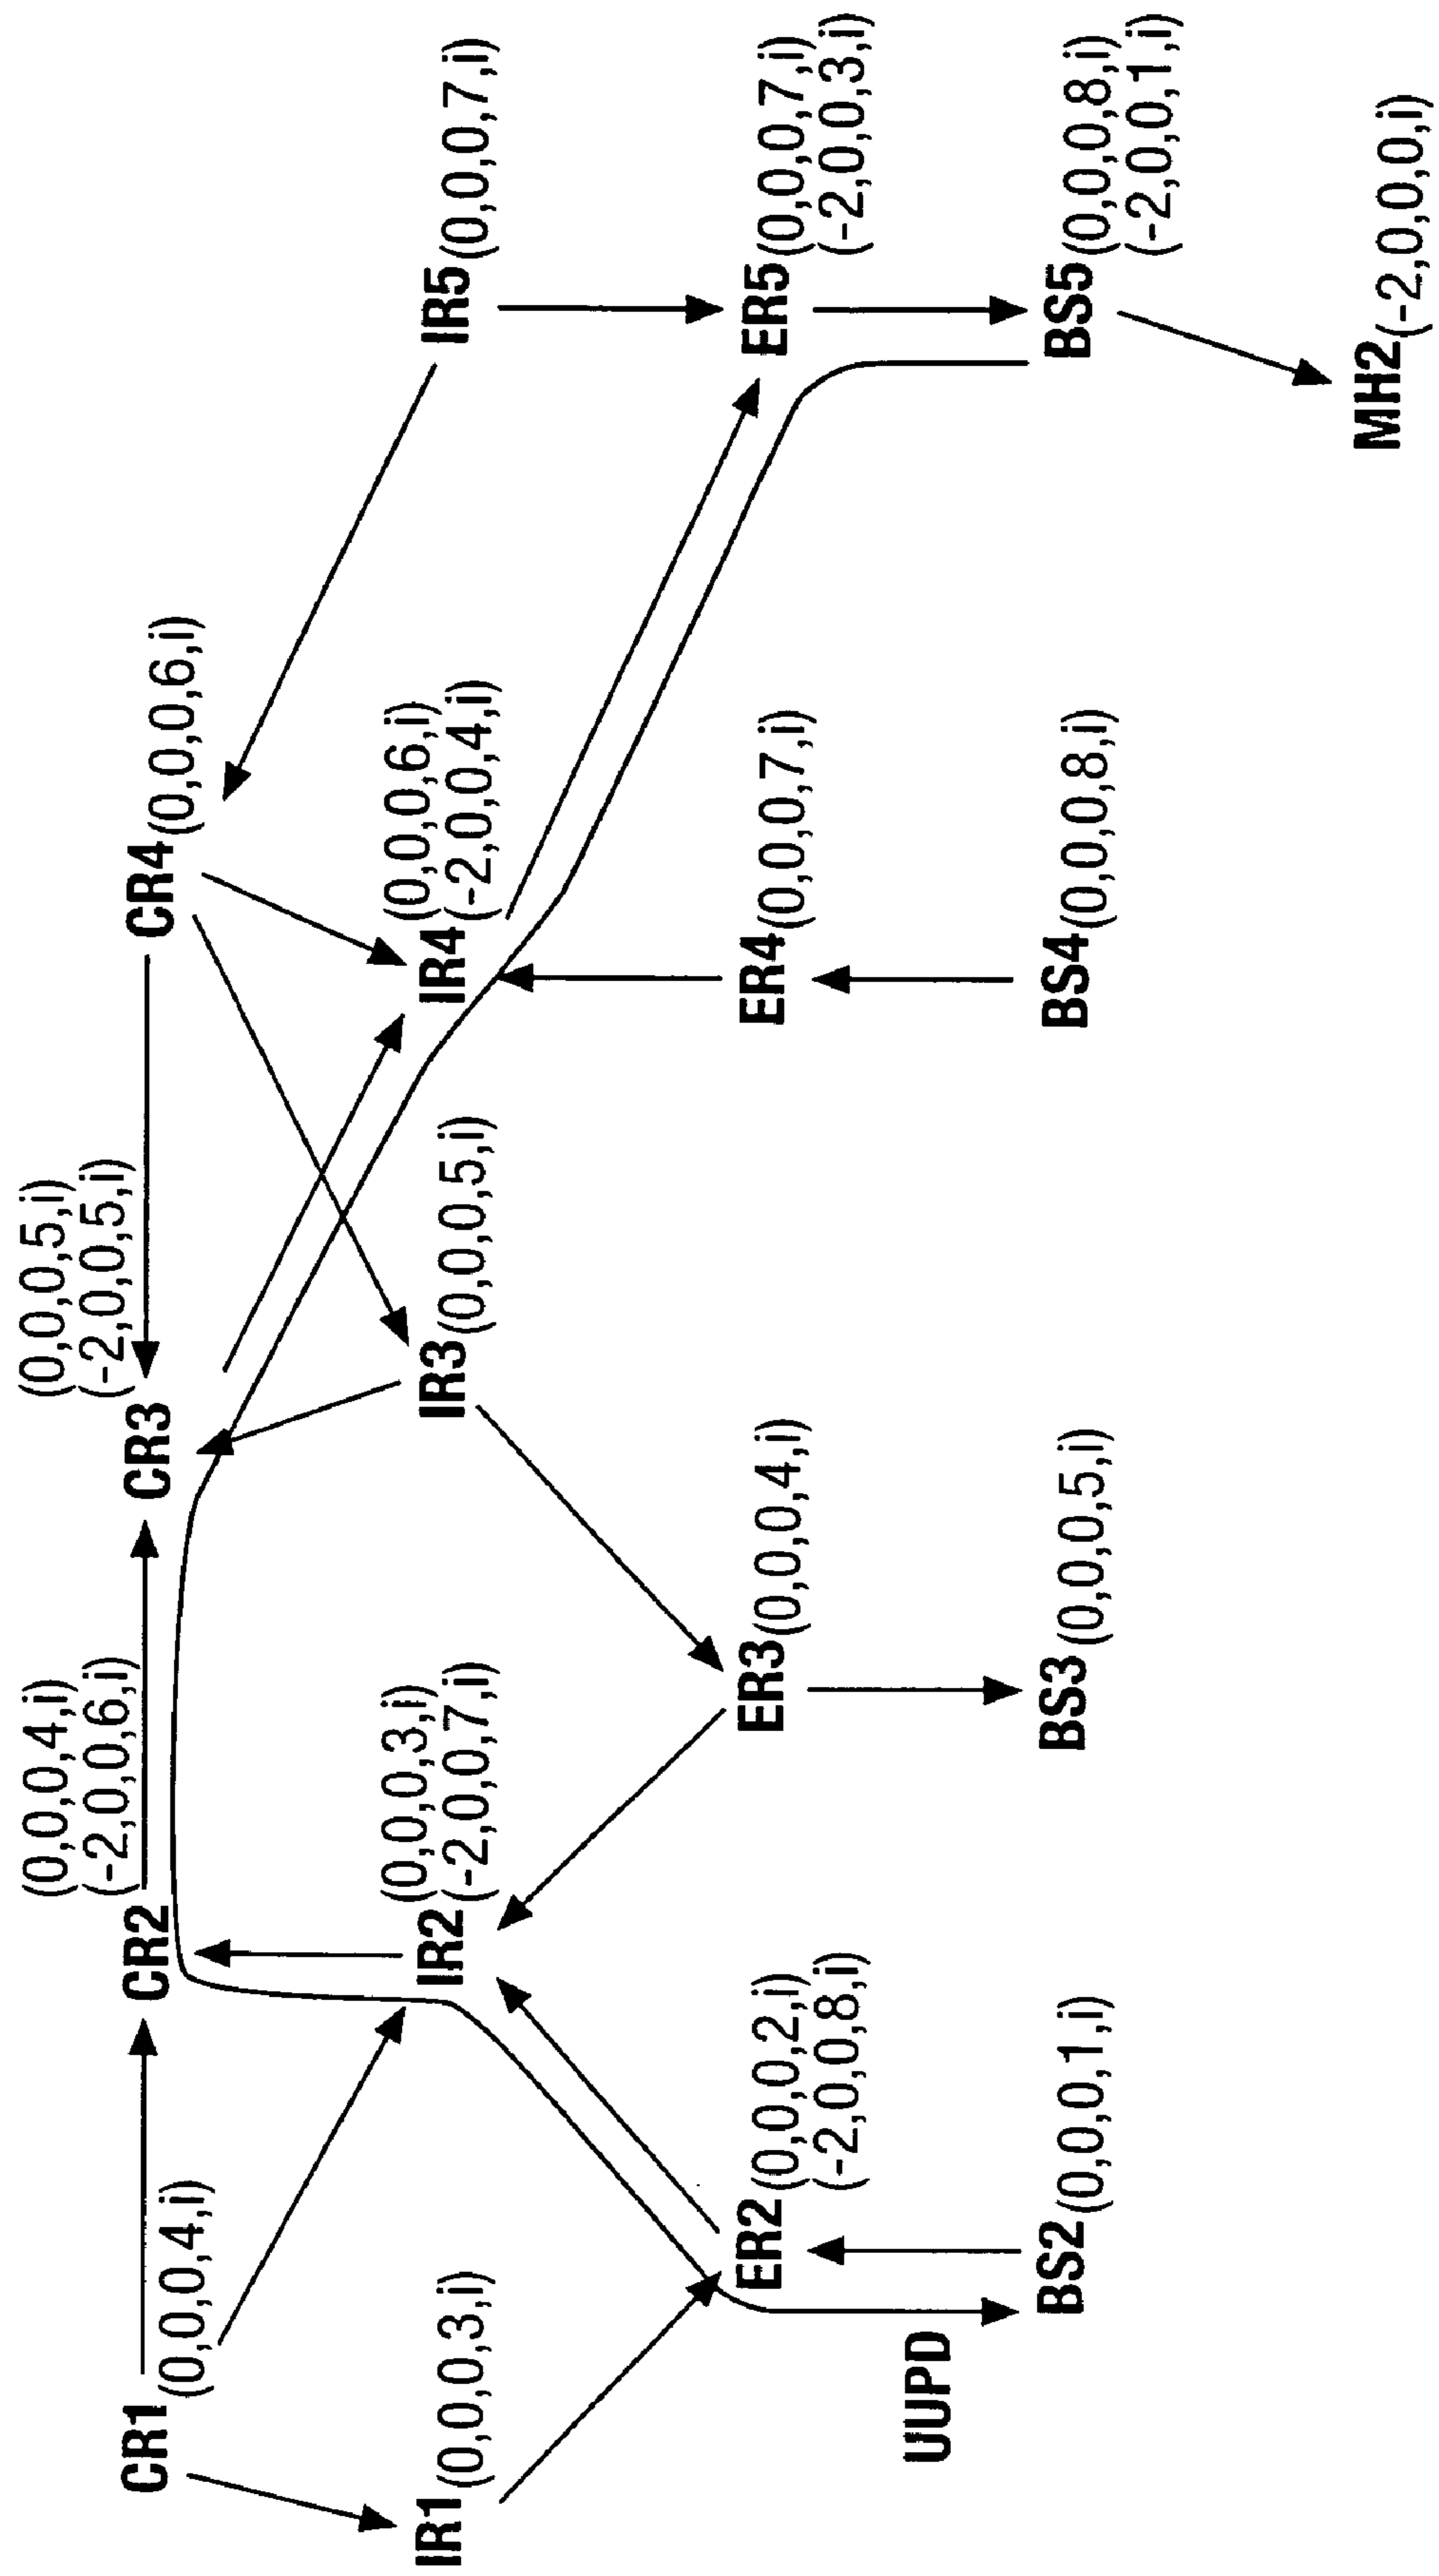 CR1
(0,0,0,4,i)
CR2
(0,0,0,4,i)
(-2,0,0,6,i)
CR3
(0,0,0,5,i)
(-2,0,0,5,i)
CR4
(0,0,0,6,i)
IR1
(0,0,0,3,i)
IR2
(0,0,0,3,i)
(-2,0,0,7,i)
IR3
(0,0,0,5,i)
IR4
(0,0,0,6,i)
(-2,0,0,4,i)
IR5
(0,0,0,7,i)
ER2
(0,0,0,2,i)
(-2,0,0,8,i)
ER3
(0,0,0,4,i)
ER4
(0,0,0,7,i)
ER5
(0,0,0,7,i)
(-2,0,0,3,i)
UUPD
BS2
(0,0,0,1,i)
BS3
(0,0,0,5,i)
BS4
(0,0,0,8,i)
BS5
(0,0,0,8,i)
(-2,0,0,1,i)
MH2
(-2,0,0,0,i)